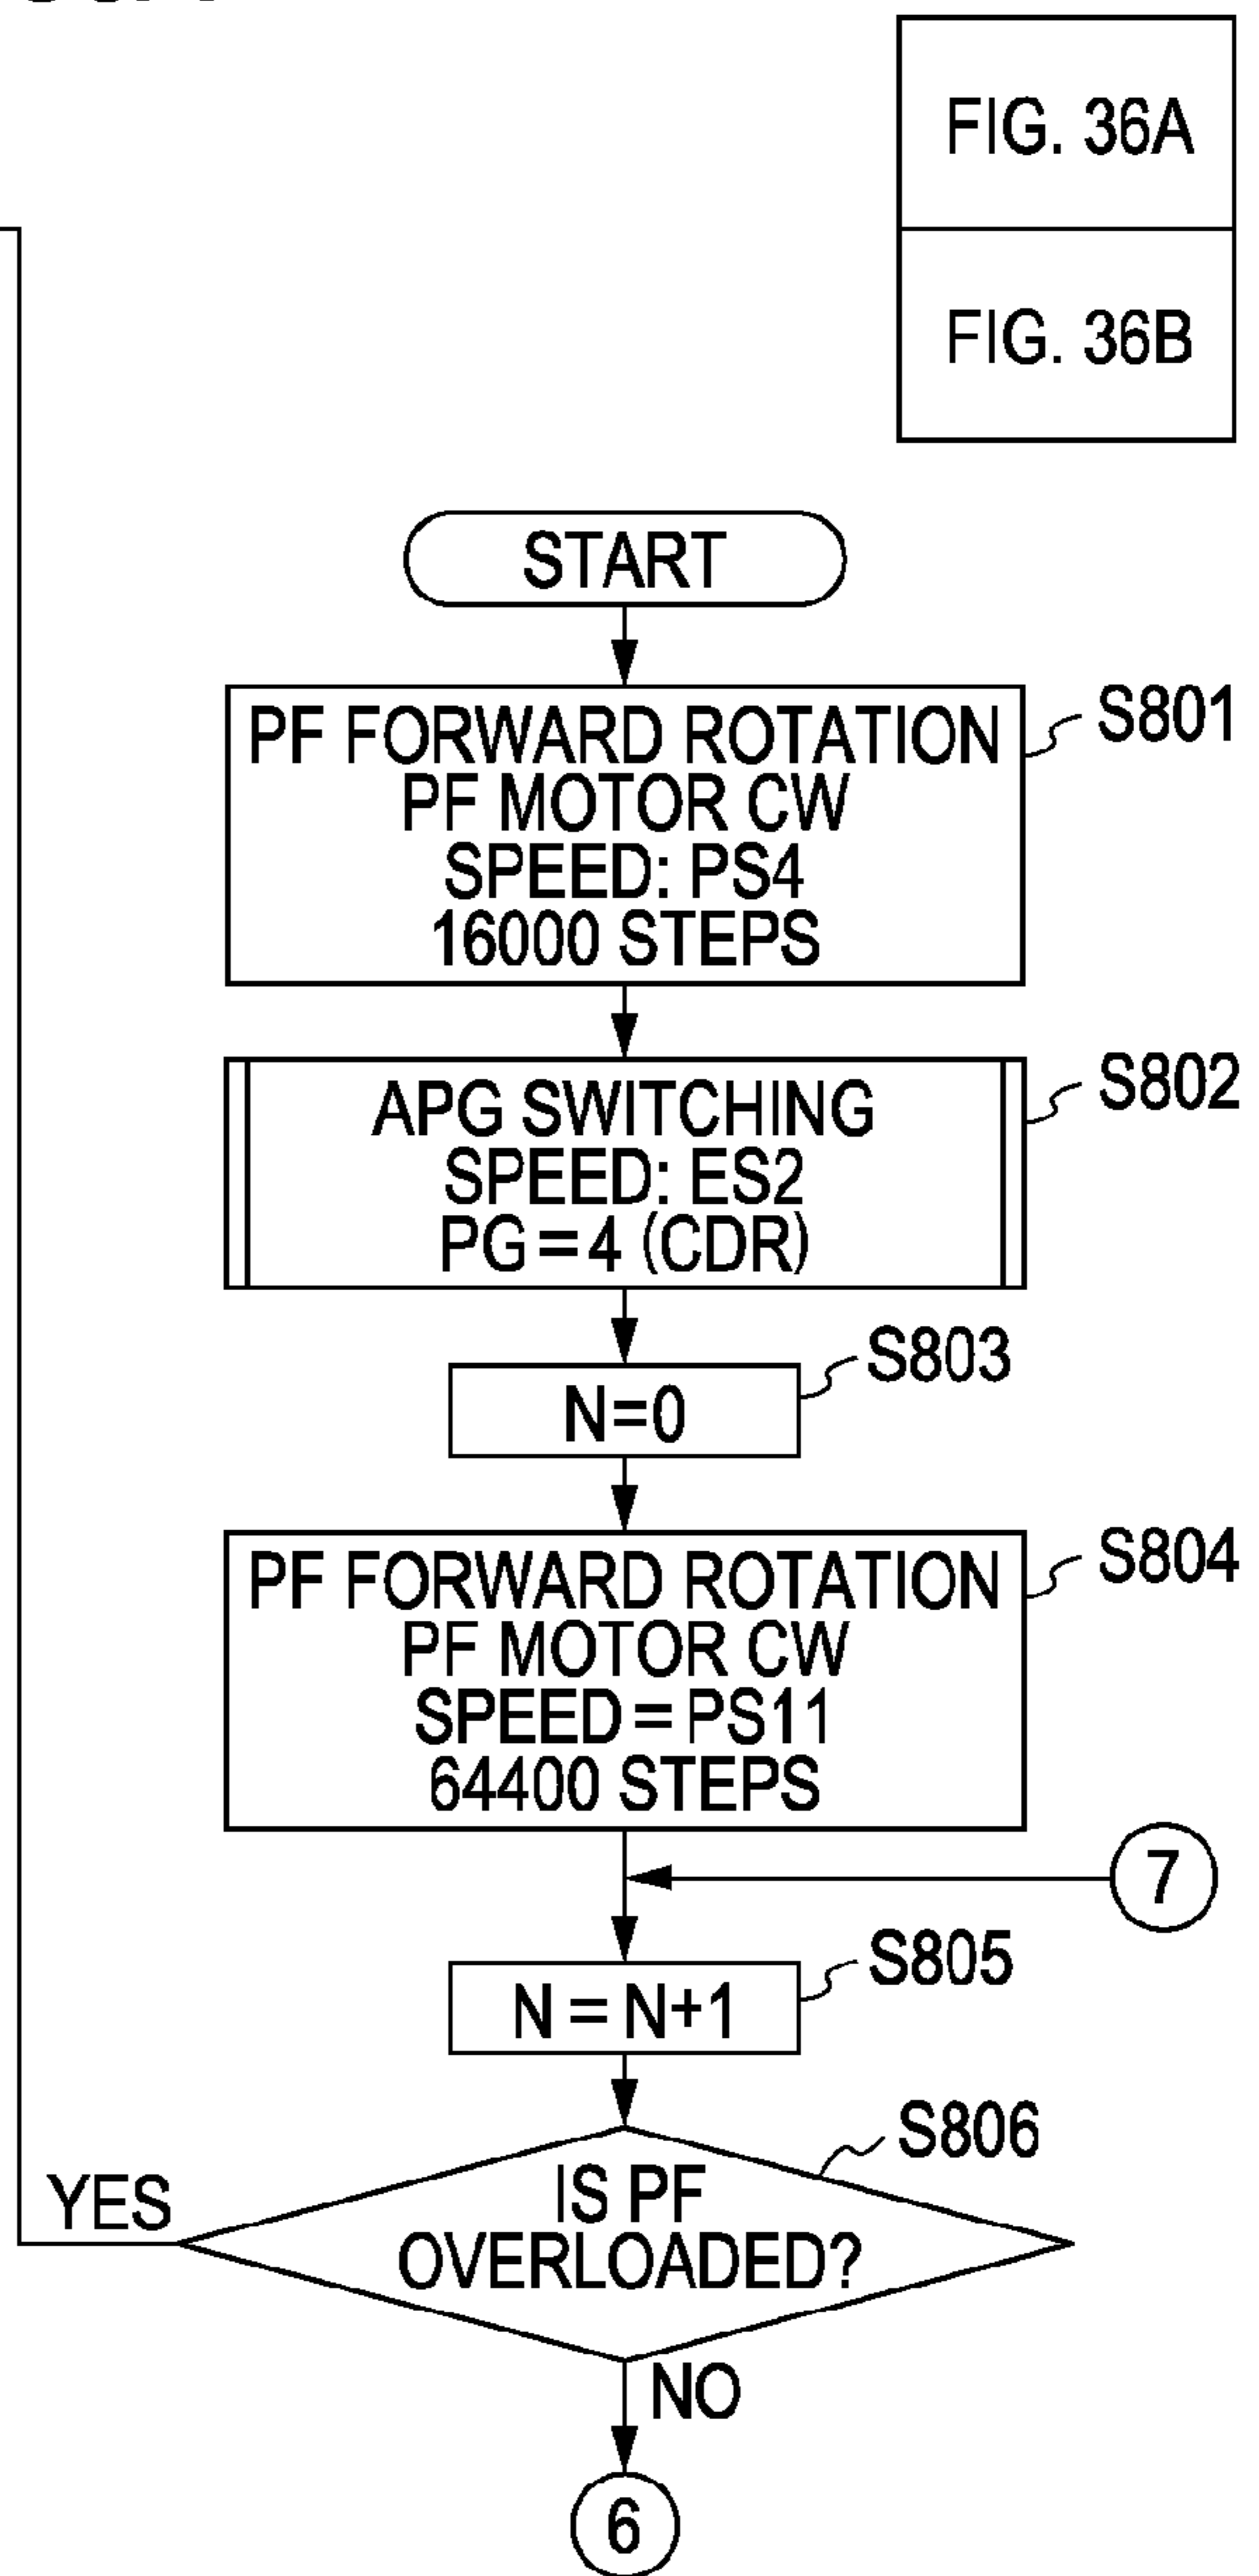 FIG. 36A
FIG. 36B
START
PF FORWARD ROTATION
PF MOTOR CW
SPEED: PS4
16000 STEPS
S801
APG SWITCHING
SPEED: ES2
PG=4 (CDR)
S802
N=0
S803
PF FORWARD ROTATION
PF MOTOR CW
SPEED=PS11
64400 STEPS
S804
7
N=N+1
S805
IS PF
OVERLOADED?
S806
YES
NO
6